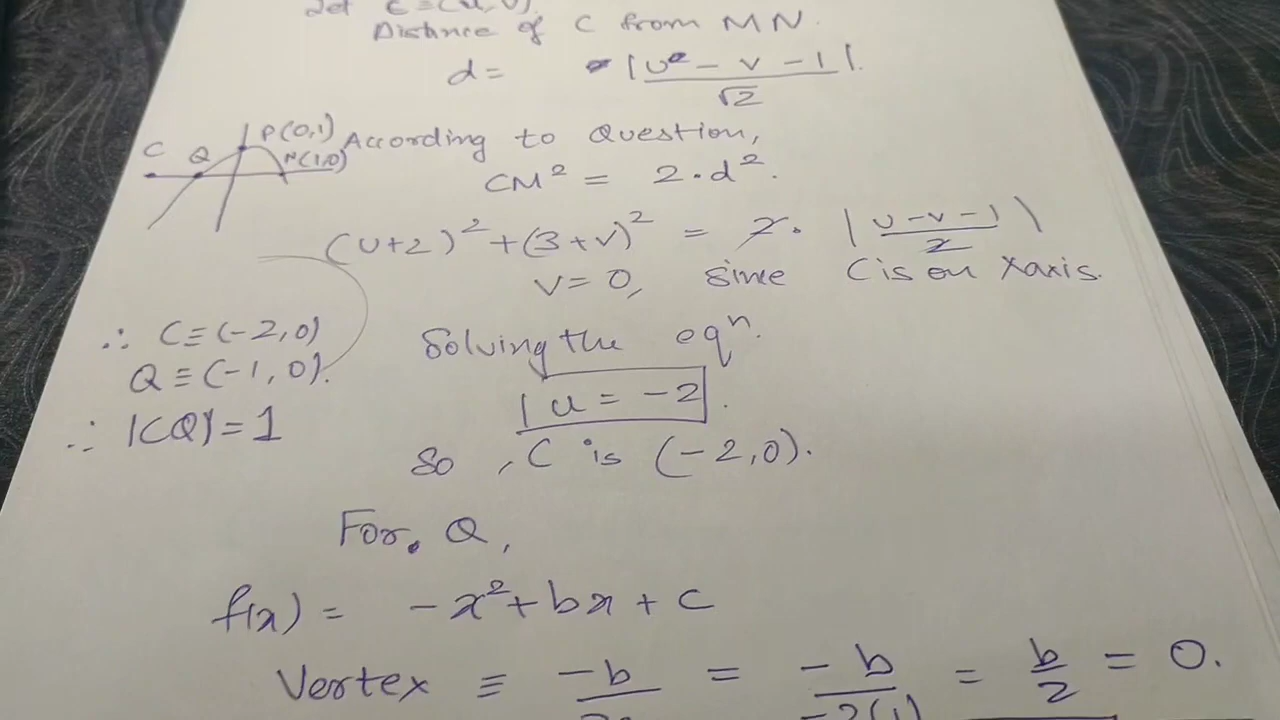 Let C ≡ (u, v).
Distance of C from MN.
d = |u - v - 1|
√2
P(0,1)
C Q N(1,0)
According to Question,
CM² = 2·d².
(u+2)² + (3+v)² = 2· |u-v-1|
2
v = 0, since C is on X axis.
∴ C ≡ (-2,0)
Q ≡ (-1,0).
∴ |CQ| = 1
Solving the eqⁿ.
u = -2
So, C is (-2,0).
For, Q,
f(x) = -x² + bx + c
Vertex ≡ -b = -b = b/2 = 0.
-2(1)